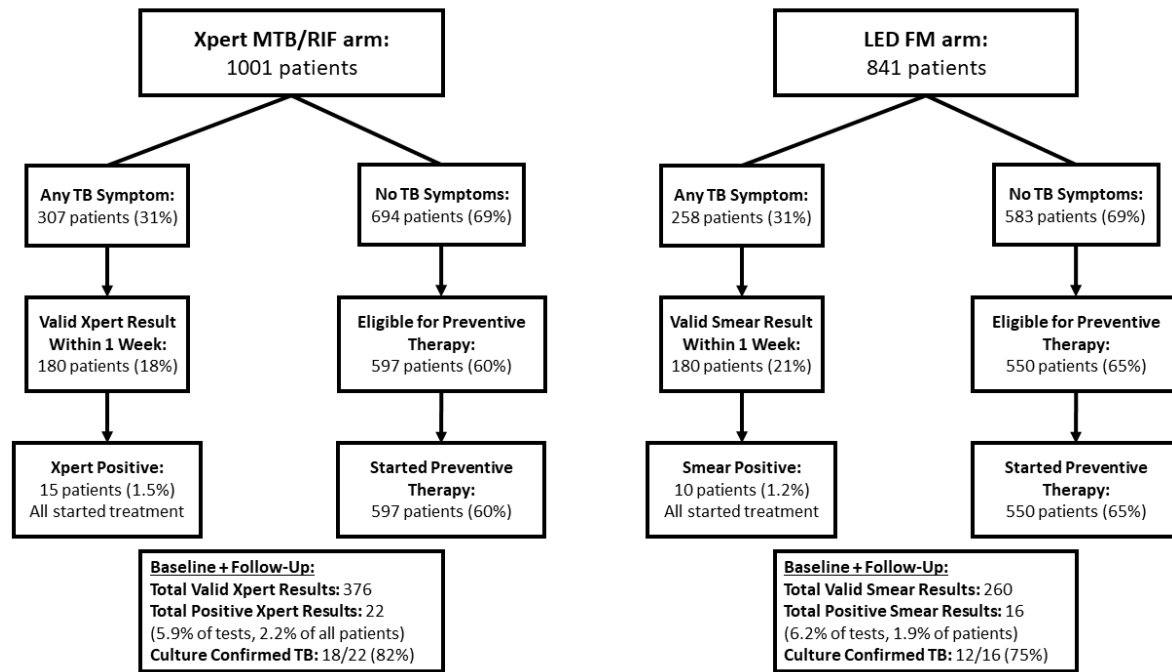 Xpert MTB/RIF arm:
1001 patients
Any TB Symptom:
307 patients (31%)
No TB Symptoms:
694 patients (69%)
Valid Xpert Result
Within 1 Week:
180 patients (18%)
Eligible for Preventive
Therapy:
597 patients (60%)
Xpert Positive:
15 patients (1.5%)
All started treatment
Started Preventive
Therapy:
597 patients (60%)
Baseline + Follow-Up:
Total Valid Xpert Results: 376
Total Positive Xpert Results: 22
(5.9% of tests, 2.2% of all patients)
Culture Confirmed TB: 18/22 (82%)
LED FM arm:
841 patients
Any TB Symptom:
258 patients (31%)
No TB Symptoms:
583 patients (69%)
Valid Smear Result
Within 1 Week:
180 patients (21%)
Eligible for Preventive
Therapy:
550 patients (65%)
Smear Positive:
10 patients (1.2%)
All started treatment
Started Preventive
Therapy:
550 patients (65%)
Baseline + Follow-Up:
Total Valid Smear Results: 260
Total Positive Smear Results: 16
(6.2% of tests, 1.9% of patients)
Culture Confirmed TB: 12/16 (75%)